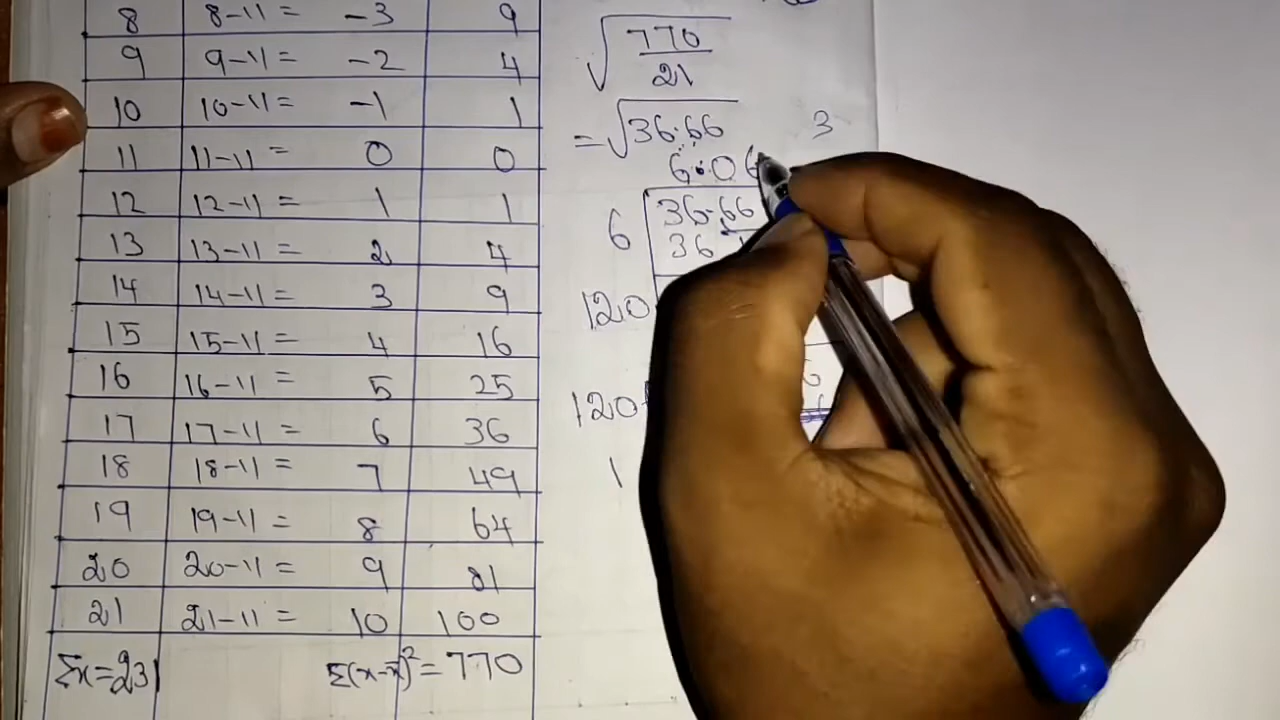 8 8-11= -3 9
9 9-11= -2 4
10 10-11= -1 1
11 11-11= 0 0
12 12-11= 1 1
13 13-11= 2 4
14 14-11= 3 9
15 15-11= 4 16
16 16-11= 5 25
17 17-11= 6 36
18 18-11= 7 49
19 19-11= 8 64
20 20-11= 9 81
21 21-11= 10 100
Σx=231 Σ(x-x̄)²=770
√770/21
=√36.66 3
6.06
6 36.66
36
120
120
1